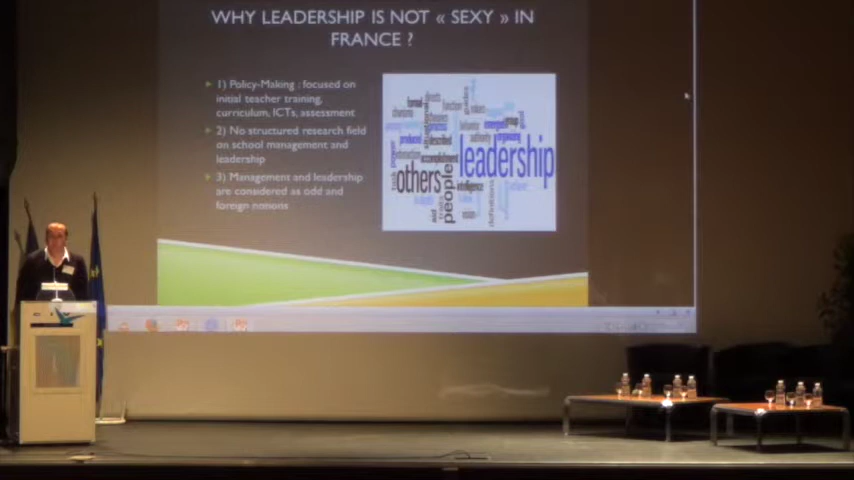 WHY LEADERSHIP IS NOT « SEXY » IN
FRANCE ?
1) Policy-Making : focused on
initial teacher training,
curriculum, ICTs, assessment
2) No structured research field
on school management and
leadership
3) Management and leadership
are considered as odd and
foreign notions
leadership
others
people